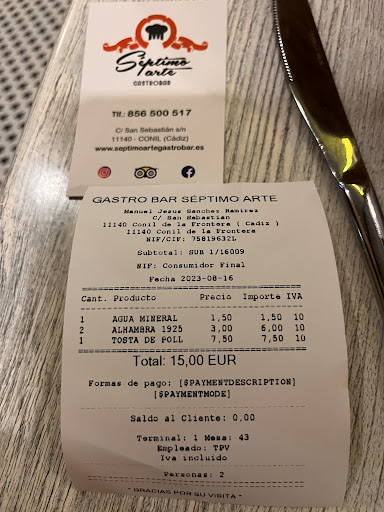 Séptimo
arte
GASTROBAR
Tlf.: 856 500 517
C/ San Sebastián s/n
11140 - CONIL (Cádiz)
www.septimoartegastrobar.es
GASTRO BAR SÉPTIMO ARTE
Manuel Jesus Sanchez Ramirez
C/ San Sebastian
11140 Conil de la Frontera ( Cadiz )
11140 Conil de la Frontera
NIF/CIF: 75819632L
Subtotal: SUB 1/16009
NIF: Consumidor Final
Fecha 2023-08-16
Cant. Producto Precio Importe IVA
1 AGUA MINERAL 1,50 1,50 10
2 ALHAMBRA 1925 3,00 6,00 10
1 TOSTA DE POLL 7,50 7,50 10
Total: 15,00 EUR
Formas de pago: [$PAYMENTDESCRIPTION]
[$PAYMENTMODE]
Saldo al Cliente: 0,00
Terminal: 1 Mesa: 43
Empleado: TPV
Iva incluido
Personas: 2
* GRACIAS POR SU VISITA *